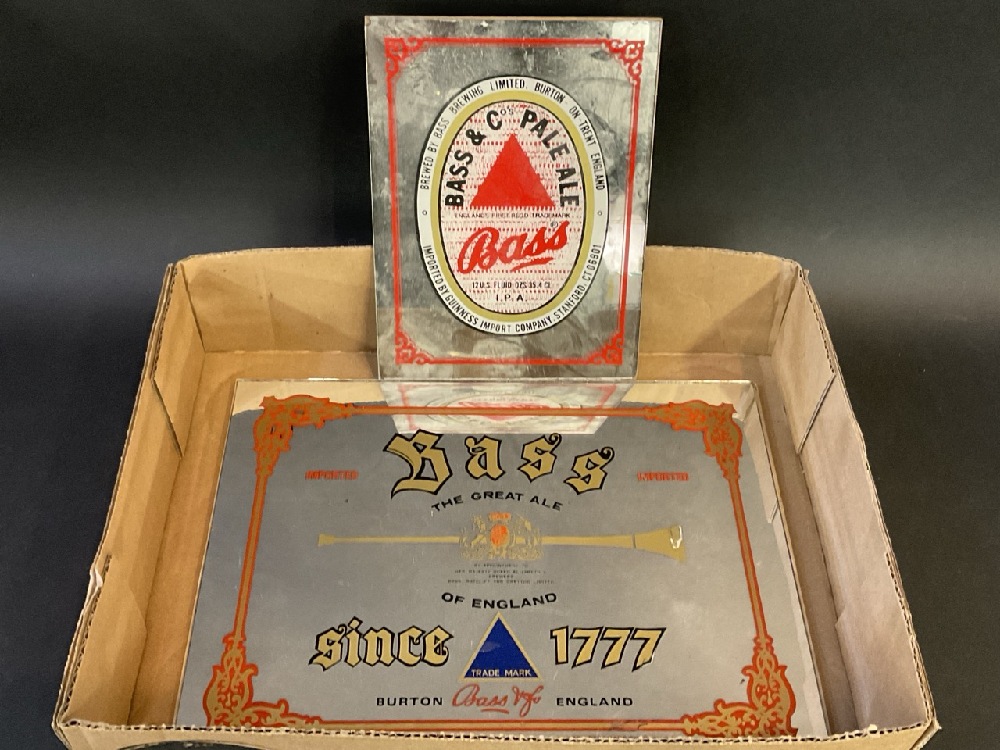 BREWED BY BASS BREWING LIMITED. BURTON ON TRENT ENGLAND
BASS & Co's PALE ALE
ENGLAND'S FIRST REGD TRADEMARK
Bass
I.P.A.
IMPORTED BY GUINNESS IMPORT COMPANY, STAMFORD, CT 06901
Bass
IMPORTED IMPORTED
THE GREAT ALE
OF ENGLAND
since 1777
TRADE MARK
BURTON Bass & Co ENGLAND